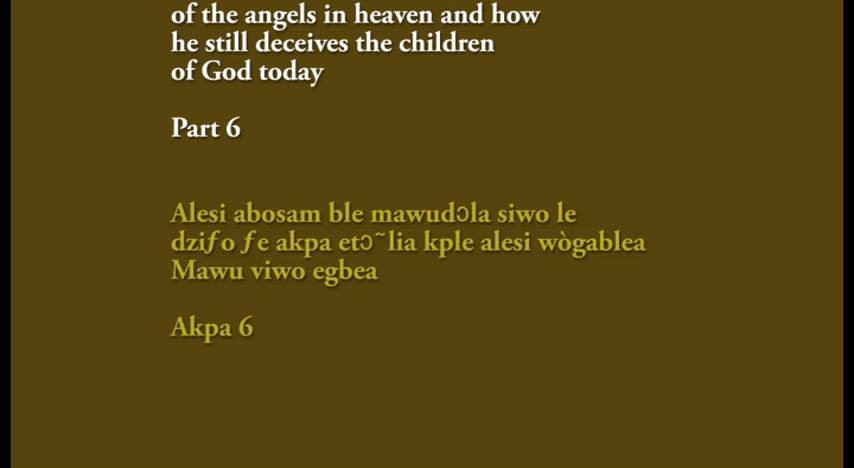 of the angels in heaven and how
he still deceives the children
of God today
Part 6
Alesi abosam ble mawudɔla siwo le
dziƒo ƒe akpa etɔ˜lia kple alesi wògablea
Mawu viwo egbea
Akpa 6